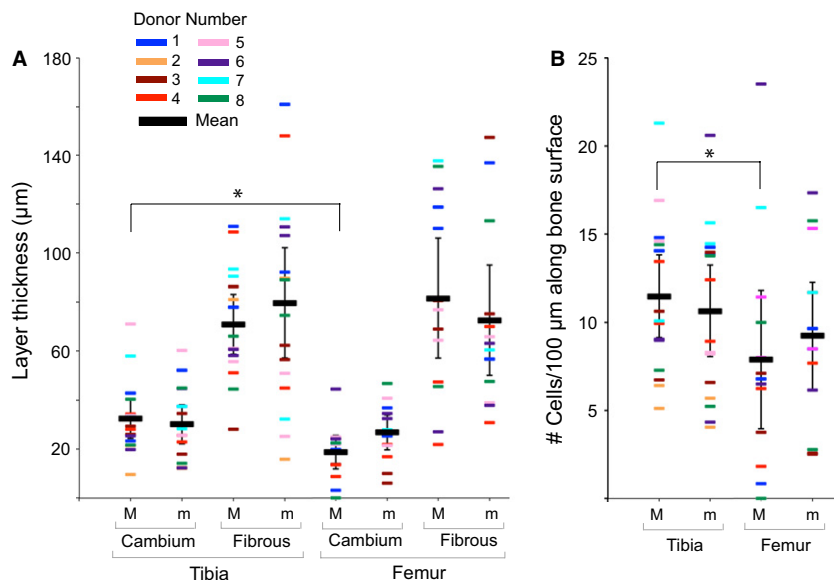 Donor Number
1 5
2 6
3 7
4 8
Mean
A
Layer thickness (µm)
180
140
100
60
20
*
M m M m M m M m
Cambium Fibrous Cambium Fibrous
Tibia Femur
B
# Cells/100 µm along bone surface
25
20
15
10
5
*
M m M m
Tibia Femur